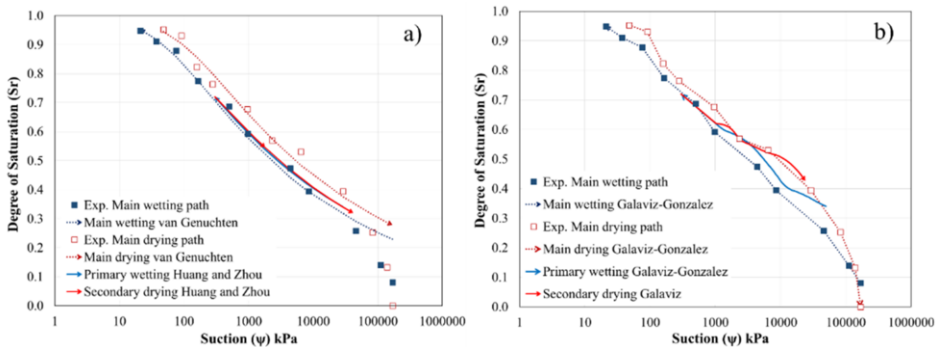 a)
Degree of Saturation (Sr)
1.0
0.9
0.8
0.7
0.6
0.5
0.4
0.3
0.2
0.1
0.0
Exp. Main wetting path
Main wetting van Genuchten
Exp. Main drying path
Main drying van Genuchten
Primary wetting Huang and Zhou
Secondary drying Huang and Zhou
1 10 100 1000 10000 100000 1000000
Suction (ψ) kPa
b)
Degree of Saturation (Sr)
1.0
0.9
0.8
0.7
0.6
0.5
0.4
0.3
0.2
0.1
0.0
Exp. Main wetting path
Main wetting Galaviz-Gonzalez
Exp. Main drying path
Main drying Galaviz-Gonzalez
Primary wetting Galaviz-Gonzalez
Secondary drying Galaviz
1 10 100 1000 10000 100000 1000000
Suction (ψ) kPa